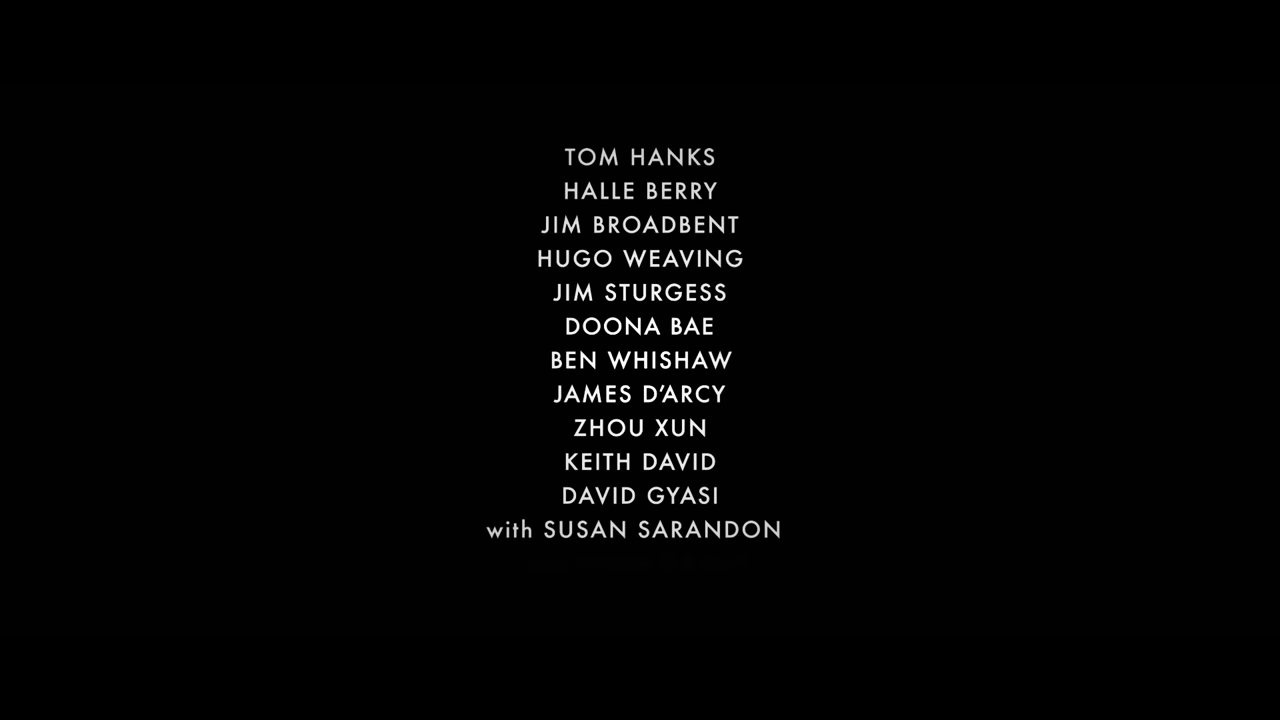 TOM HANKS
HALLE BERRY
JIM BROADBENT
HUGO WEAVING
JIM STURGESS
DOONA BAE
BEN WHISHAW
JAMES D'ARCY
ZHOU XUN
KEITH DAVID
DAVID GYASI
with SUSAN SARANDON